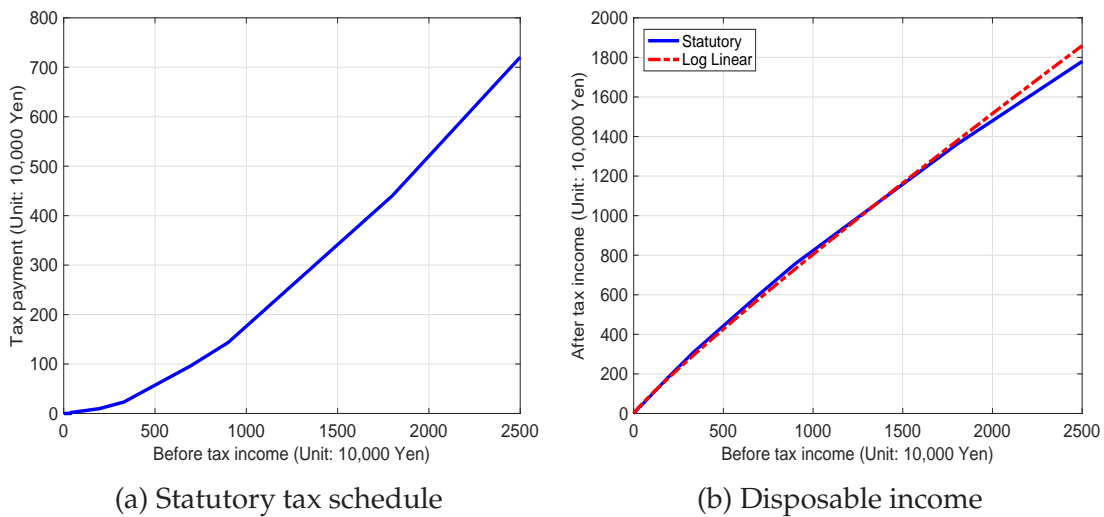 800
700
600
500
400
300
200
100
0
Tax payment (Unit: 10,000 Yen)
0 500 1000 1500 2000 2500
Before tax income (Unit: 10,000 Yen)
(a) Statutory tax schedule
2000
1800
1600
1400
1200
1000
800
600
400
200
0
After tax income (Unit: 10,000 Yen)
Statutory
Log Linear
0 500 1000 1500 2000 2500
Before tax income (Unit: 10,000 Yen)
(b) Disposable income